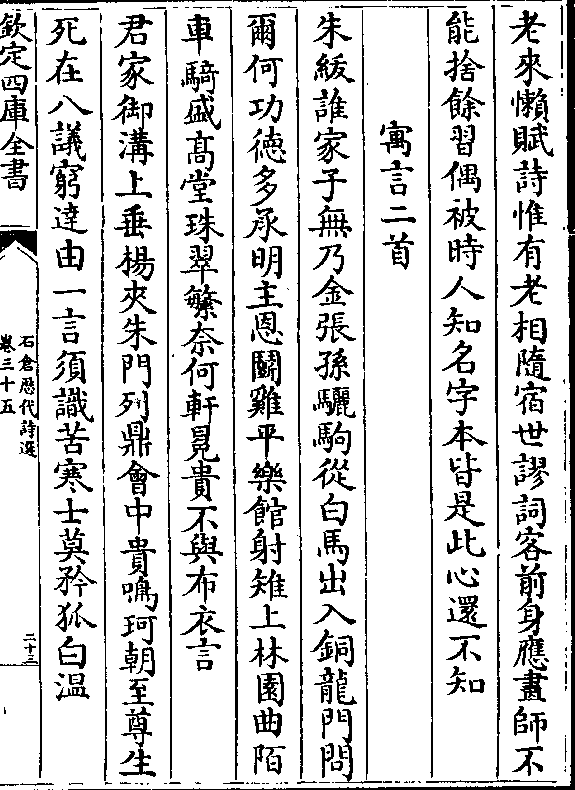 老來懶賦詩惟有老相隨宿世謬詞客前身應畫師不
能捨餘習偶被時人知名字本皆是此心還不知
寓言二首
朱紱誰家子無乃金張孫驪駒從白馬出入銅龍門問
爾何功德多承明主恩鬭雞平樂館射雉上林園曲陌
車騎盛髙堂珠翠繁奈何軒冕貴不與布衣言
君家御溝上垂楊夾朱門列鼎會中貴鳴珂朝至尊生
死在八議窮達由一言須識苦寒士莫矜狐白温
欽定四庫全書
石倉歴代詩選
卷三十五
二十三